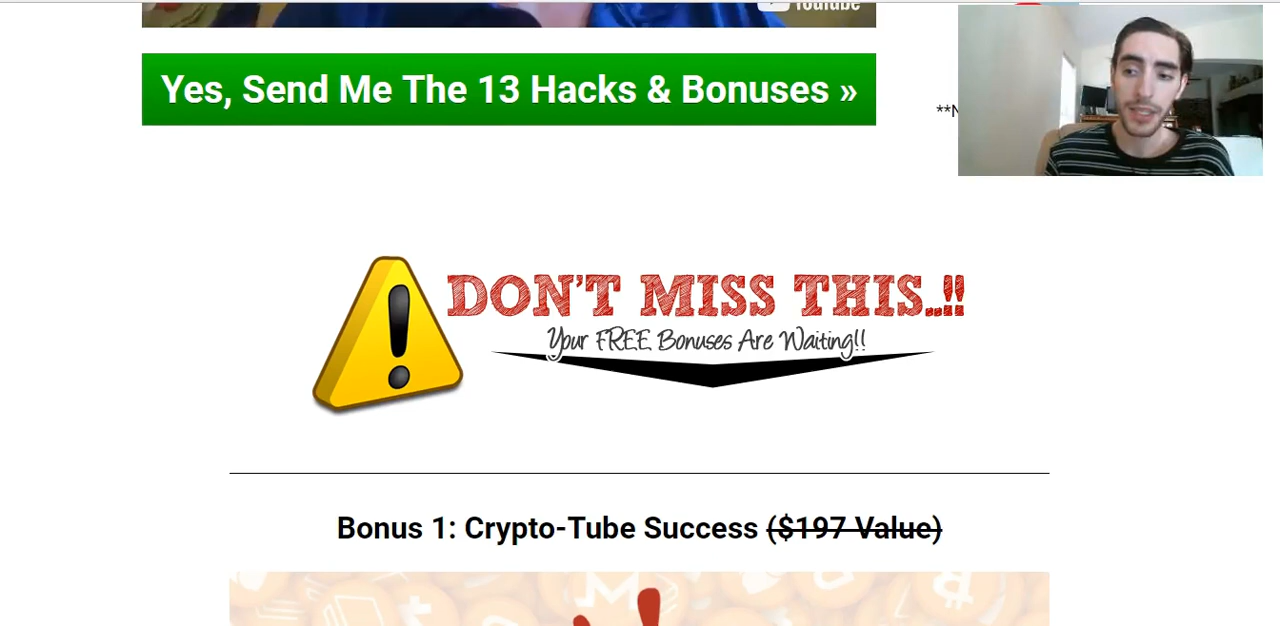 YouTube
Yes, Send Me The 13 Hacks & Bonuses »
**N
DON'T MISS THIS..!!
Your FREE Bonuses Are Waiting!!
Bonus 1: Crypto-Tube Success ($197 Value)